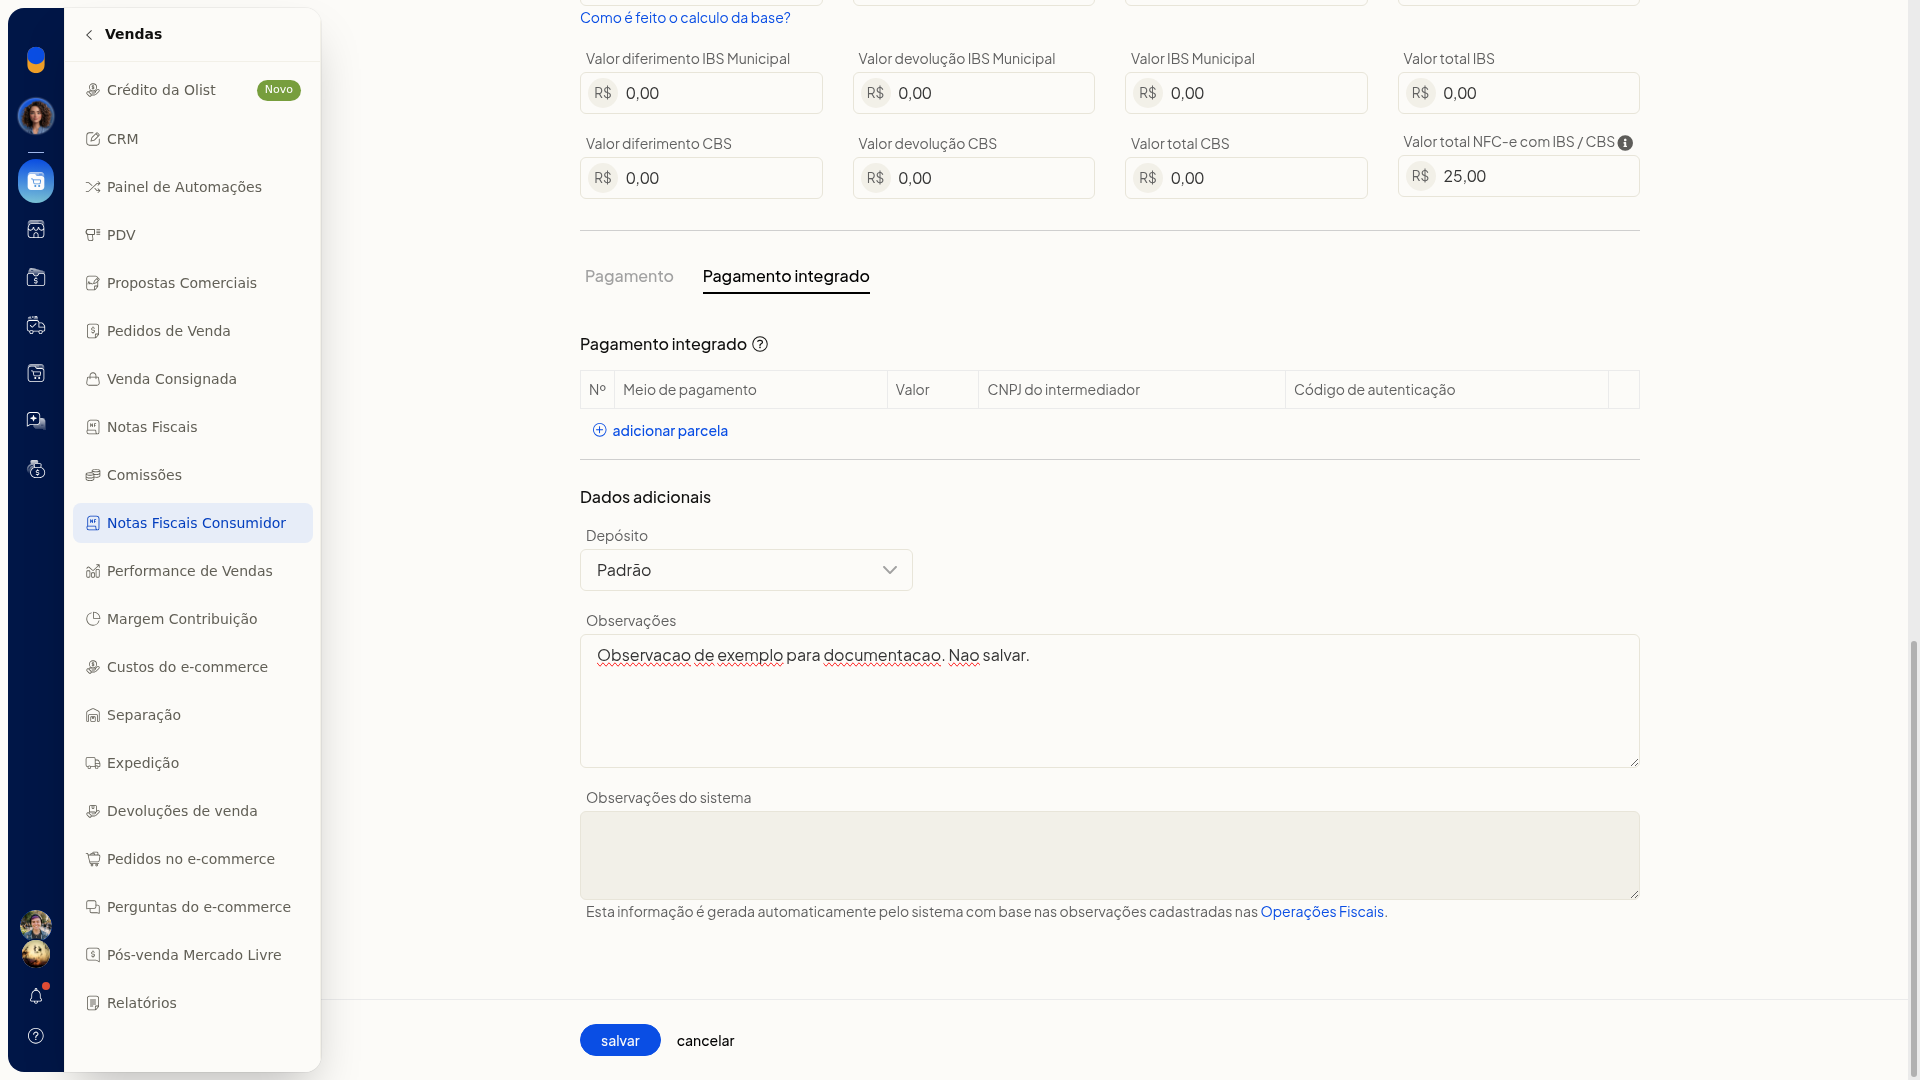 Vendas
Crédito da Olist
Novo
CRM
Painel de Automações
PDV
Propostas Comerciais
Pedidos de Venda
Venda Consignada
Notas Fiscais
Comissões
Notas Fiscais Consumidor
Performance de Vendas
Margem Contribuição
Custos do e-commerce
Separação
Expedição
Devoluções de venda
Pedidos no e-commerce
Perguntas do e-commerce
Pós-venda Mercado Livre
Relatórios
Como é feito o calculo da base?
Valor diferimento IBS Municipal
Valor devolução IBS Municipal
Valor IBS Municipal
Valor total IBS
R$ 0,00
R$ 0,00
R$ 0,00
R$ 0,00
Valor diferimento CBS
Valor devolução CBS
Valor total CBS
Valor total NFC-e com IBS / CBS
R$ 0,00
R$ 0,00
R$ 0,00
R$ 25,00
Pagamento
Pagamento integrado
Pagamento integrado
Nº
Meio de pagamento
Valor
CNPJ do intermediador
Código de autenticação
adicionar parcela
Dados adicionais
Depósito
Padrão
Observações
Observacao de exemplo para documentacao. Nao salvar.
Observações do sistema
Esta informação é gerada automaticamente pelo sistema com base nas observações cadastradas nas Operações Fiscais.
salvar
cancelar